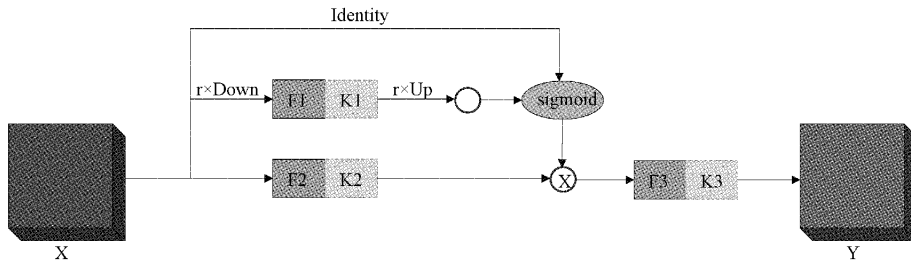 Identity
r×Down
F1
K1
r×Up
sigmoid
F2
K2
X
F3
K3
X
Y